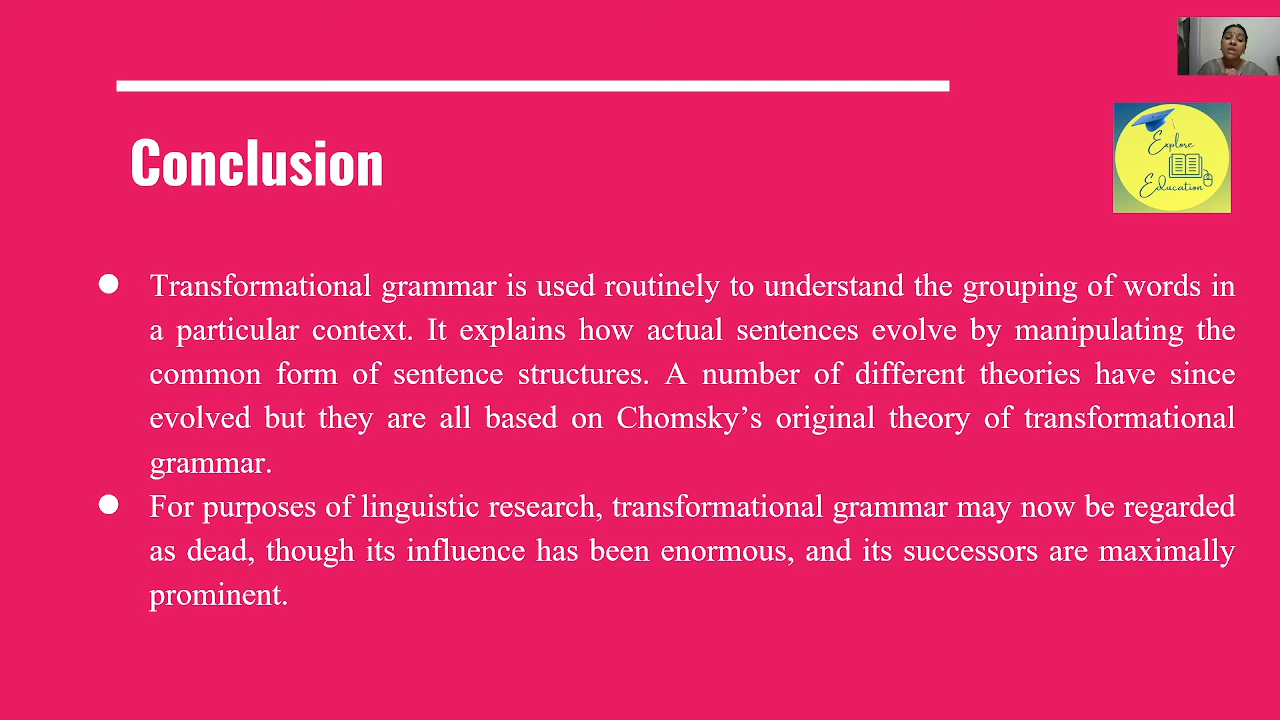 Explore
Education
Conclusion
● Transformational grammar is used routinely to understand the grouping of words in
a particular context. It explains how actual sentences evolve by manipulating the
common form of sentence structures. A number of different theories have since
evolved but they are all based on Chomsky’s original theory of transformational
grammar.
● For purposes of linguistic research, transformational grammar may now be regarded
as dead, though its influence has been enormous, and its successors are maximally
prominent.